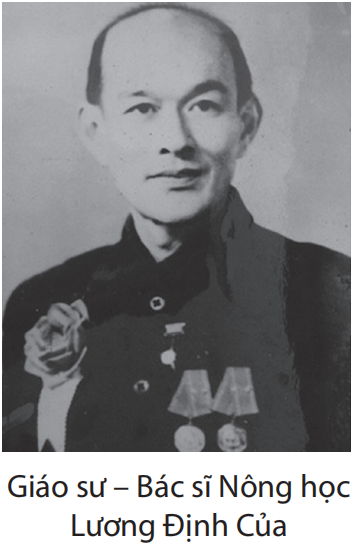 Giáo sư – Bác sĩ Nông học
Lương Định Của